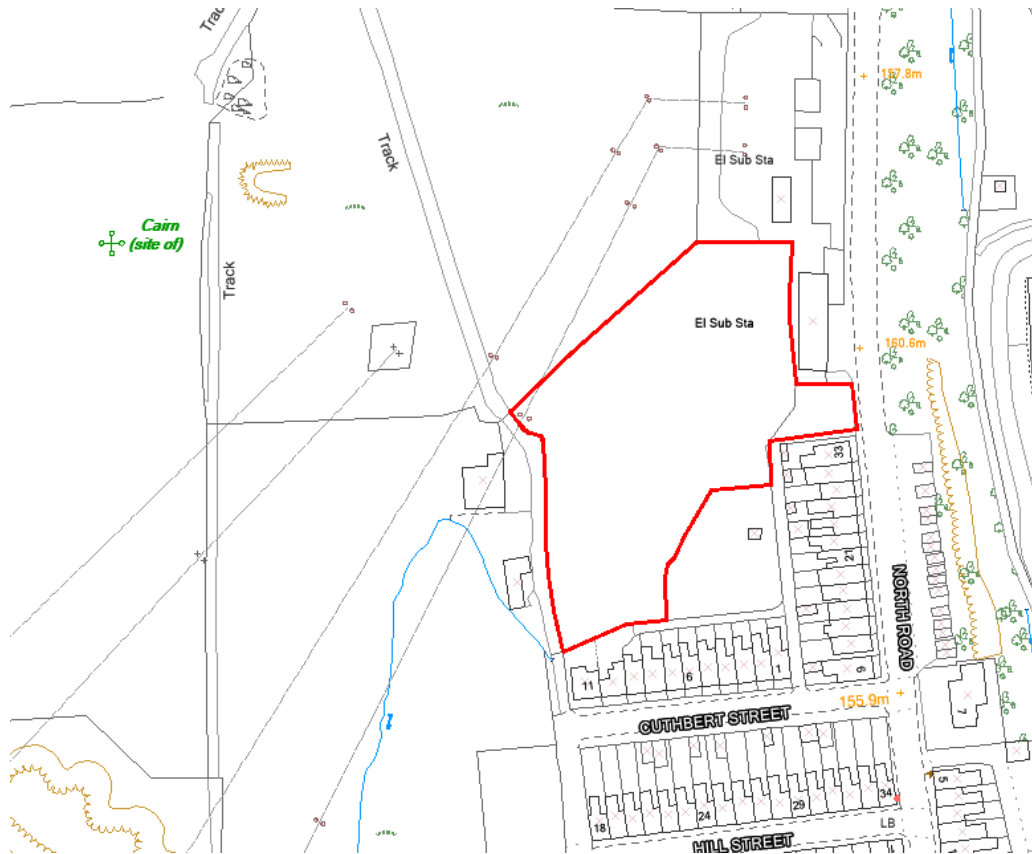 Track
157.8m
Track
El Sub Sta
Cairn
(site of)
Track
El Sub Sta
160.6m
33
21
NORTH ROAD
11
6
1
9
155.9m
7
CUTHBERT STREET
5
18
24
29
34
LB
HILL STREET